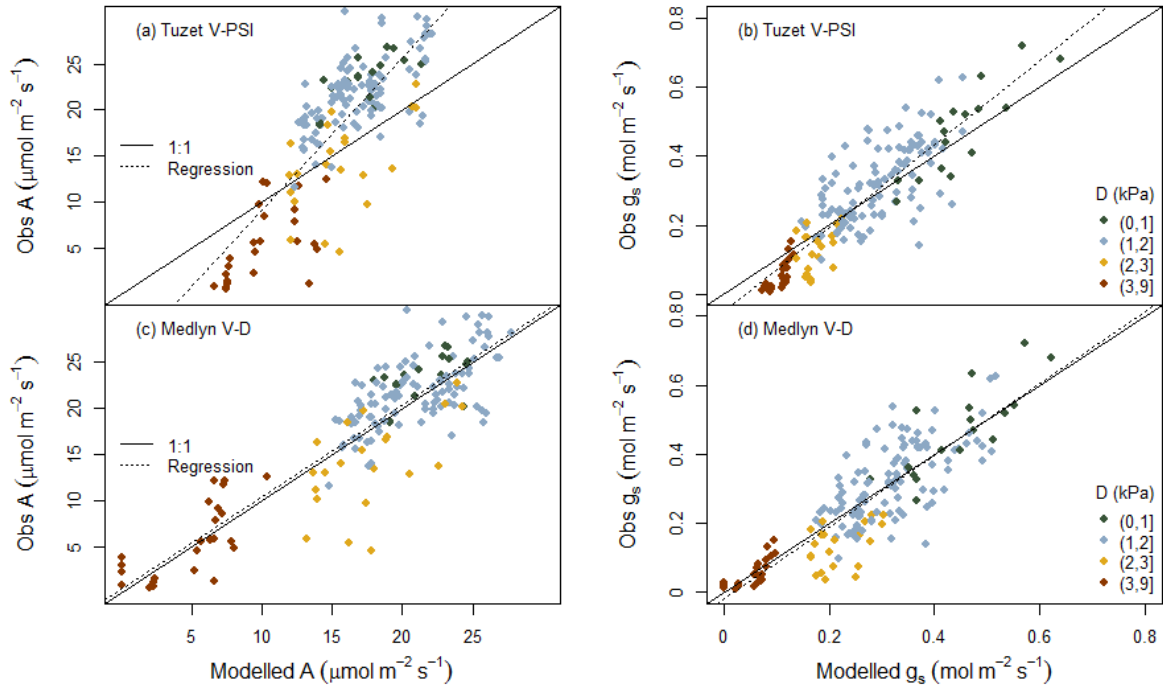 (a) Tuzet V-PSI
Obs A (μmol m⁻² s⁻¹)
25
20
15
10
5
1:1
Regression
(b) Tuzet V-PSI
Obs gₛ (mol m⁻² s⁻¹)
0.8
0.6
0.4
0.2
0.0
D (kPa)
(0,1]
(1,2]
(2,3]
(3,9]
(c) Medlyn V-D
Obs A (μmol m⁻² s⁻¹)
25
20
15
10
5
1:1
Regression
5 10 15 20 25
Modelled A (μmol m⁻² s⁻¹)
(d) Medlyn V-D
Obs gₛ (mol m⁻² s⁻¹)
0.8
0.6
0.4
0.2
0
D (kPa)
(0,1]
(1,2]
(2,3]
(3,9]
0.0 0.2 0.4 0.6 0.8
Modelled gₛ (mol m⁻² s⁻¹)